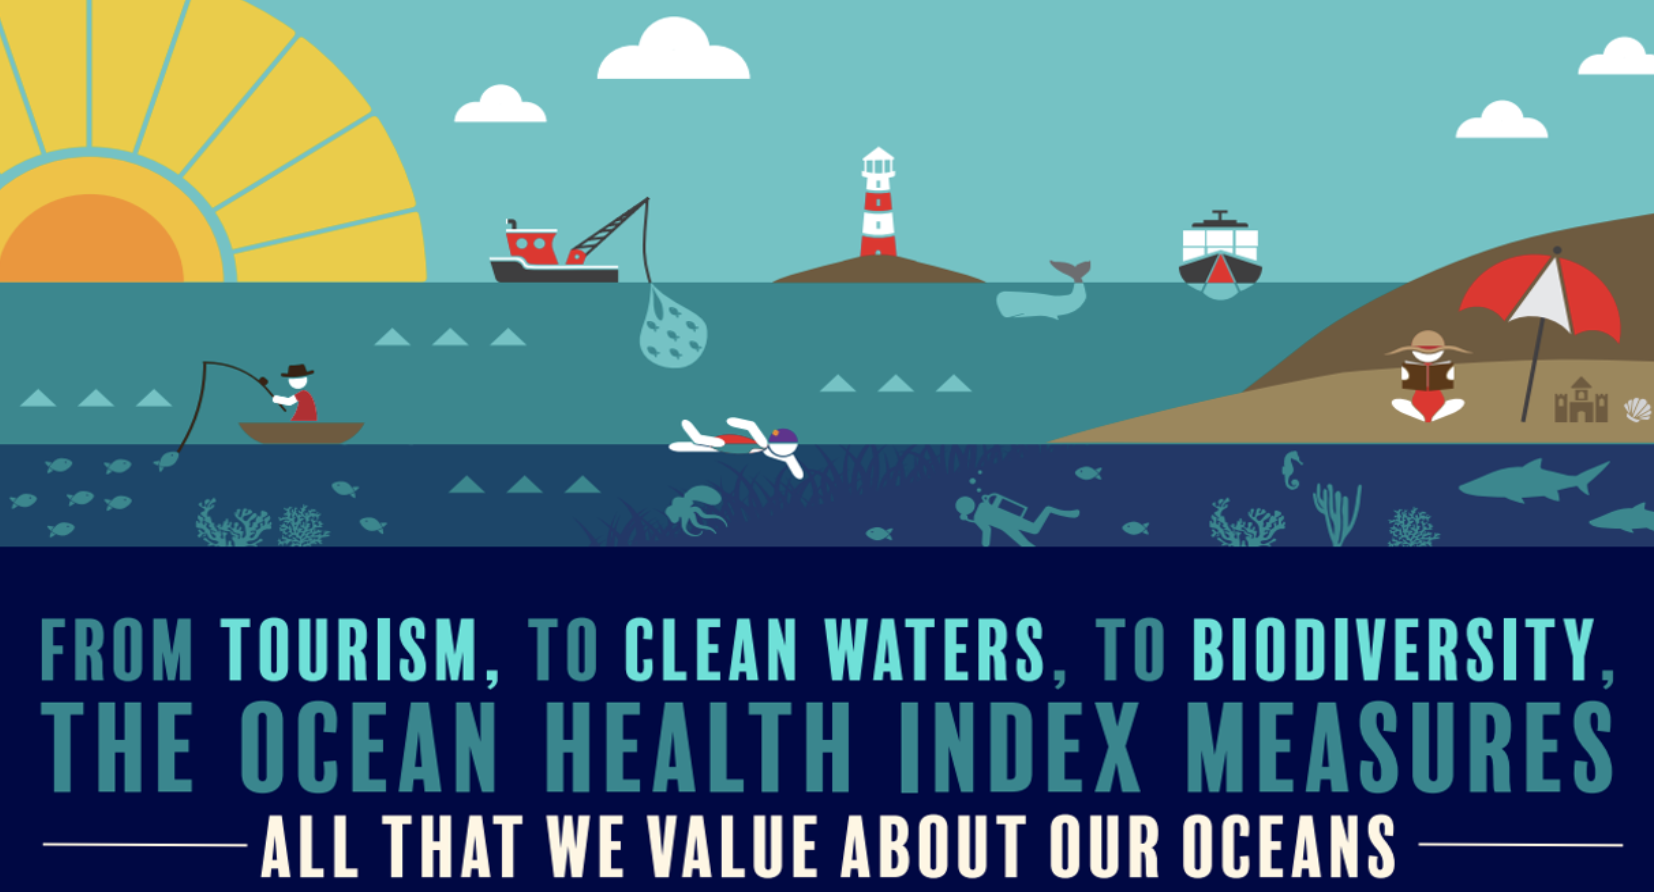 FROM TOURISM, TO CLEAN WATERS, TO BIODIVERSITY,
THE OCEAN HEALTH INDEX MEASURES
ALL THAT WE VALUE ABOUT OUR OCEANS